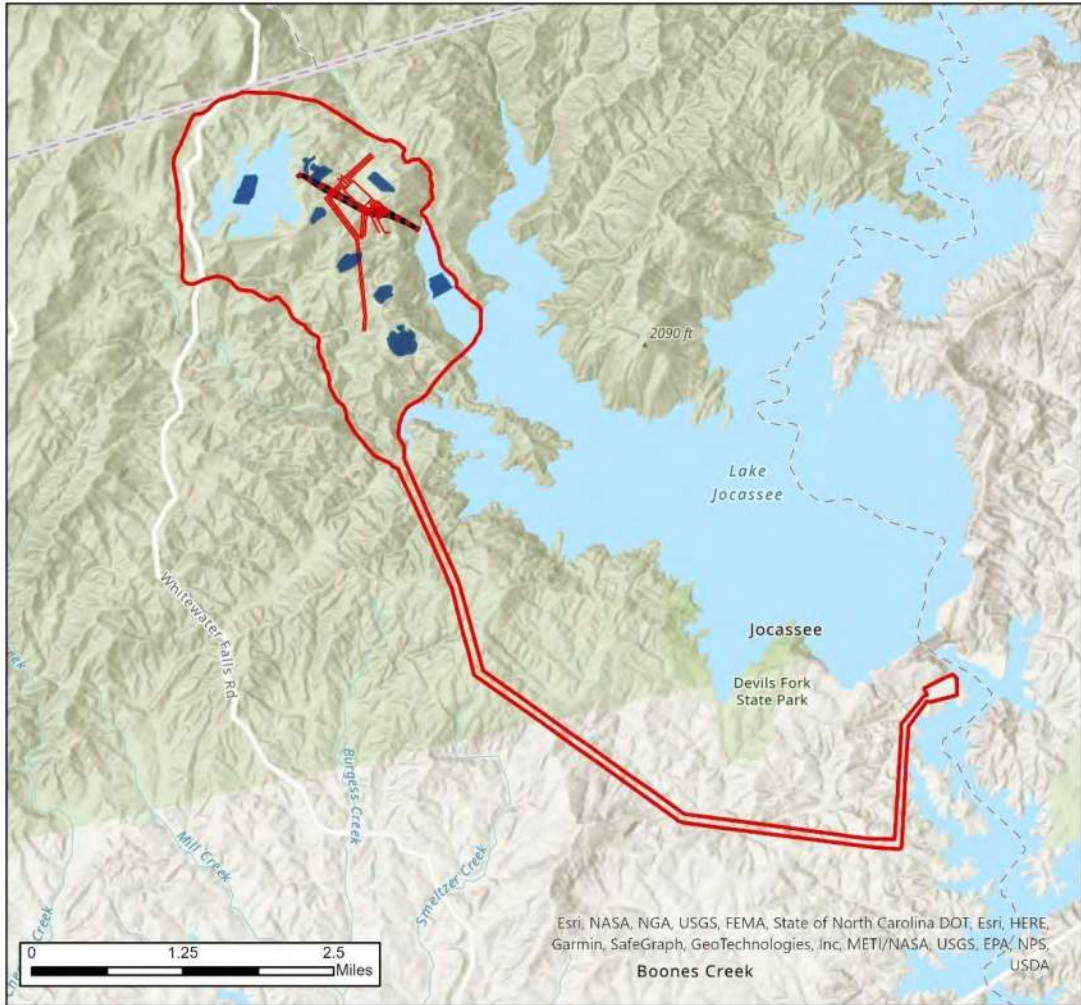 2090 ft
Lake
Jocassee
Jocassee
Devils Fork
State Park
Whitewater Falls Rd
Burgess Creek
Mill Creek
Smeltzer Creek
Creek
Esri, NASA, NGA, USGS, FEMA, State of North Carolina DOT, Esri, HERE,
Garmin, SafeGraph, GeoTechnologies, Inc, METI/NASA, USGS, EPA, NPS,
USDA
Boones Creek
0 1.25 2.5
Miles